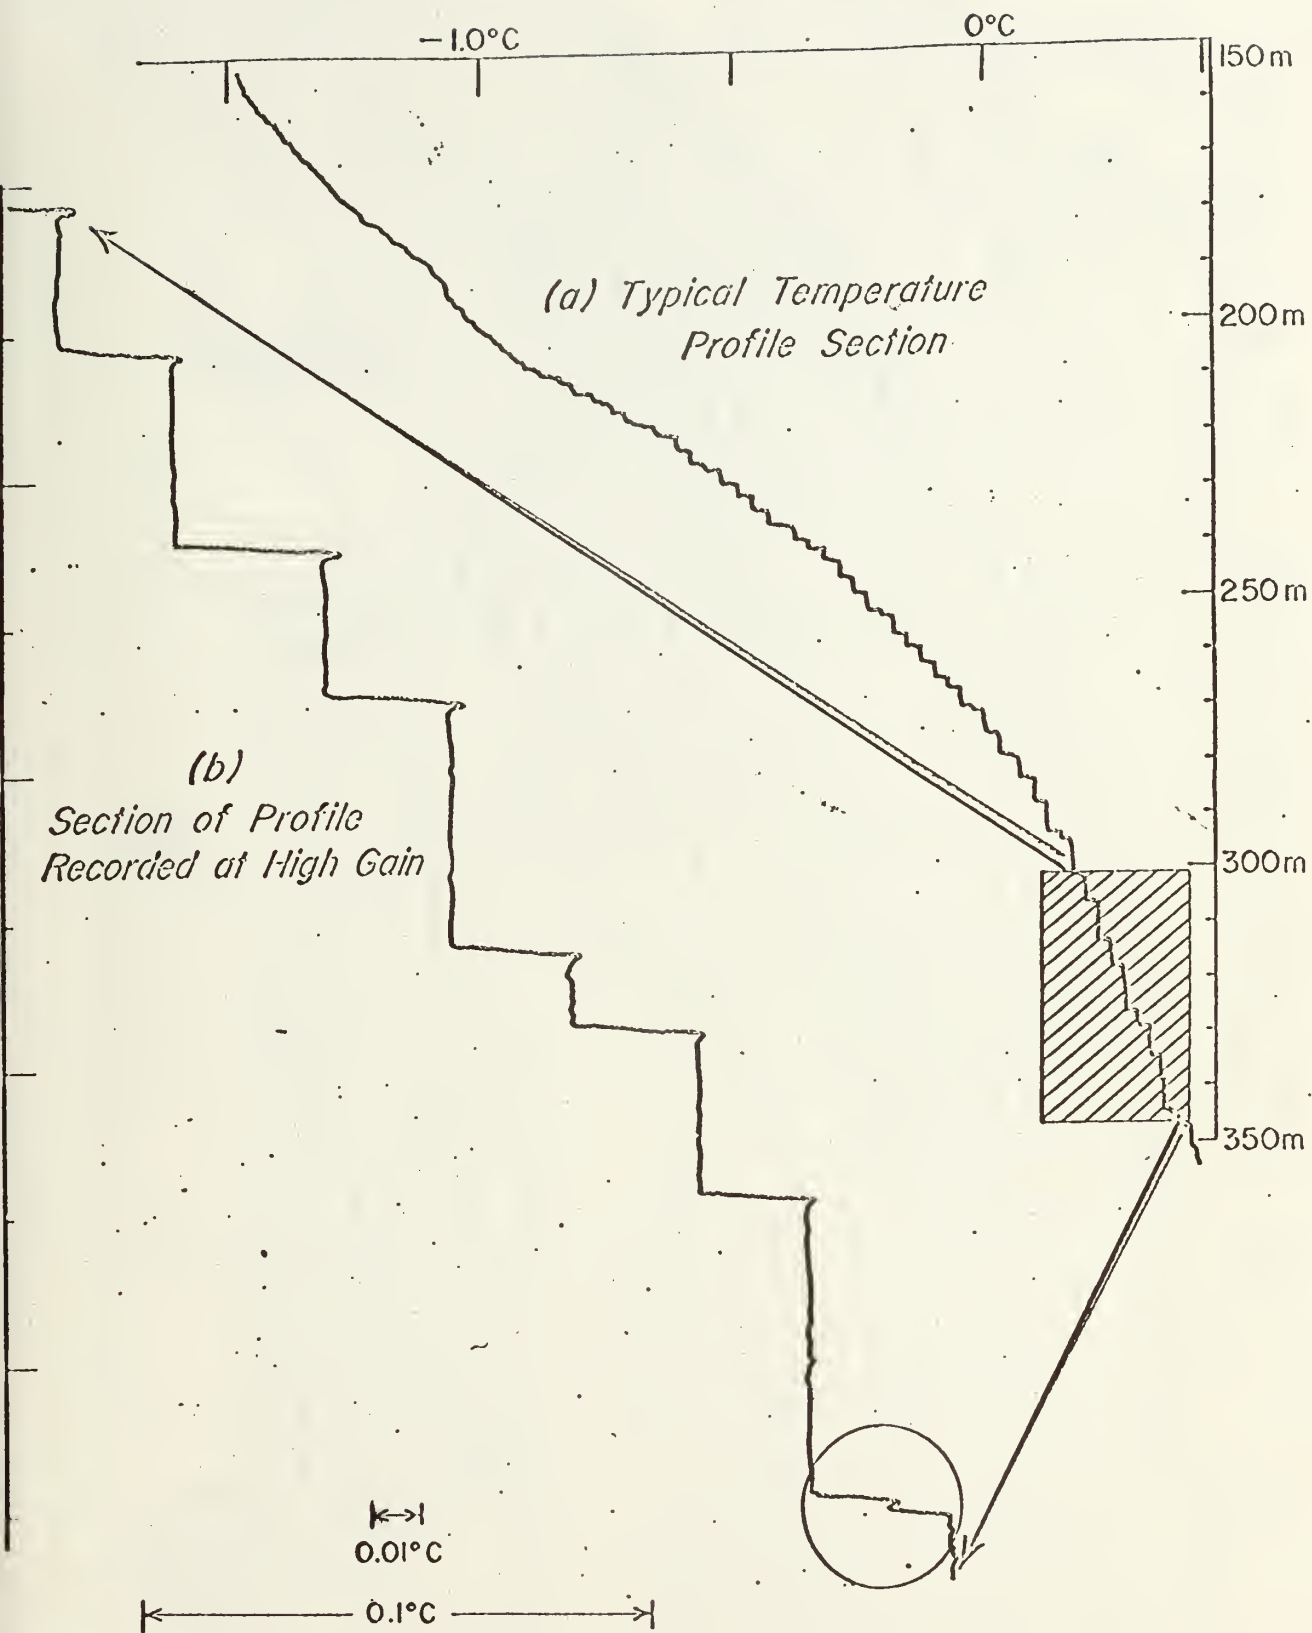 −1.0°C
0°C
150m
(a) Typical Temperature
Profile Section
200m
250m
(b)
Section of Profile
Recorded at High Gain
300m
350m
0.01°C
0.1°C